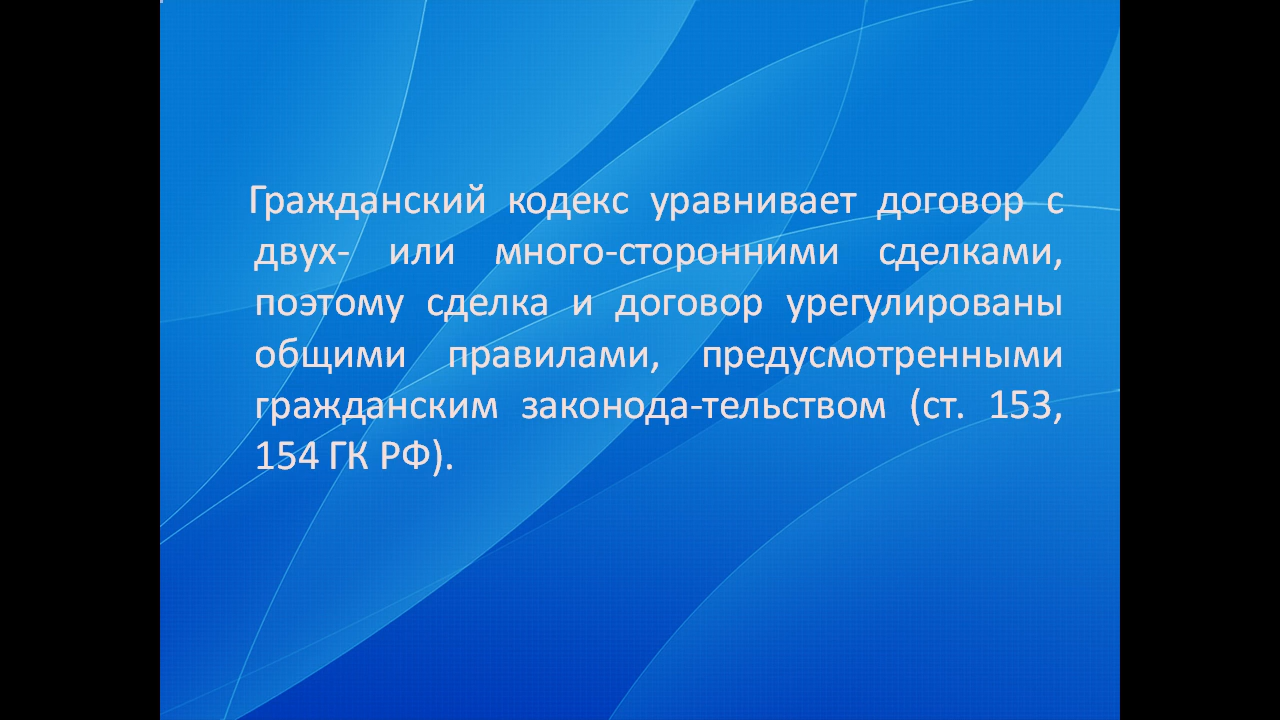 Гражданский кодекс уравнивает договор с
двух- или много-сторонними сделками,
поэтому сделка и договор урегулированы
общими правилами, предусмотренными
гражданским законода-тельством (ст. 153,
154 ГК РФ).